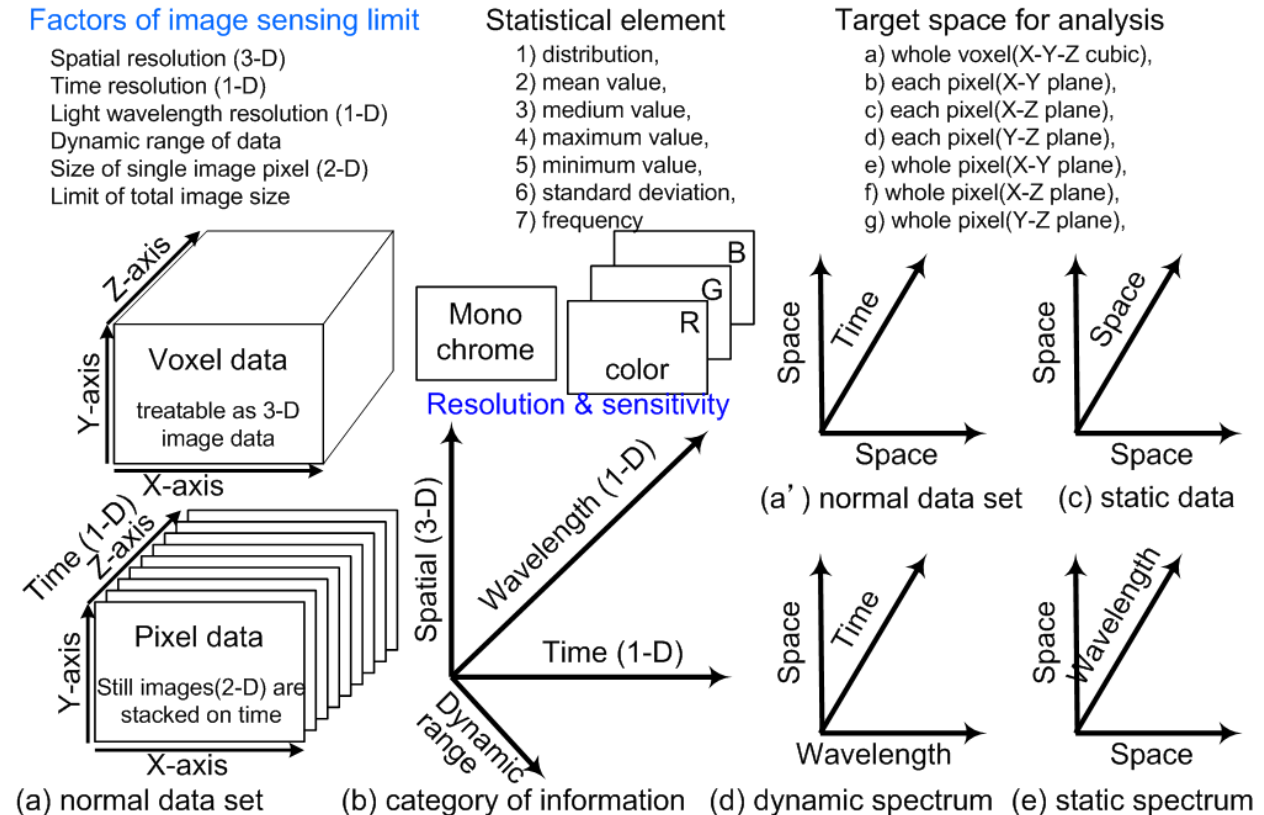 Factors of image sensing limit
Spatial resolution (3-D)
Time resolution (1-D)
Light wavelength resolution (1-D)
Dynamic range of data
Size of single image pixel (2-D)
Limit of total image size
Statistical element
1) distribution,
2) mean value,
3) medium value,
4) maximum value,
5) minimum value,
6) standard deviation,
7) frequency
Target space for analysis
a) whole voxel(X-Y-Z cubic),
b) each pixel(X-Y plane),
c) each pixel(X-Z plane),
d) each pixel(Y-Z plane),
e) whole pixel(X-Y plane),
f) whole pixel(X-Z plane),
g) whole pixel(Y-Z plane),
Z-axis
Y-axis
Voxel data
treatable as 3-D
image data
X-axis
Time (1-D)
Z-axis
Y-axis
Pixel data
Still images(2-D) are
stacked on time
X-axis
(a) normal data set
Mono
chrome
B
G
R
color
Resolution & sensitivity
Spatial (3-D)
Wavelength (1-D)
Time (1-D)
Dynamic
range
(b) category of information
Space
Time
Space
(a') normal data set
Space
Space
Space
(c) static data
Space
Time
Wavelength
(d) dynamic spectrum
Space
Wavelength
Space
(e) static spectrum